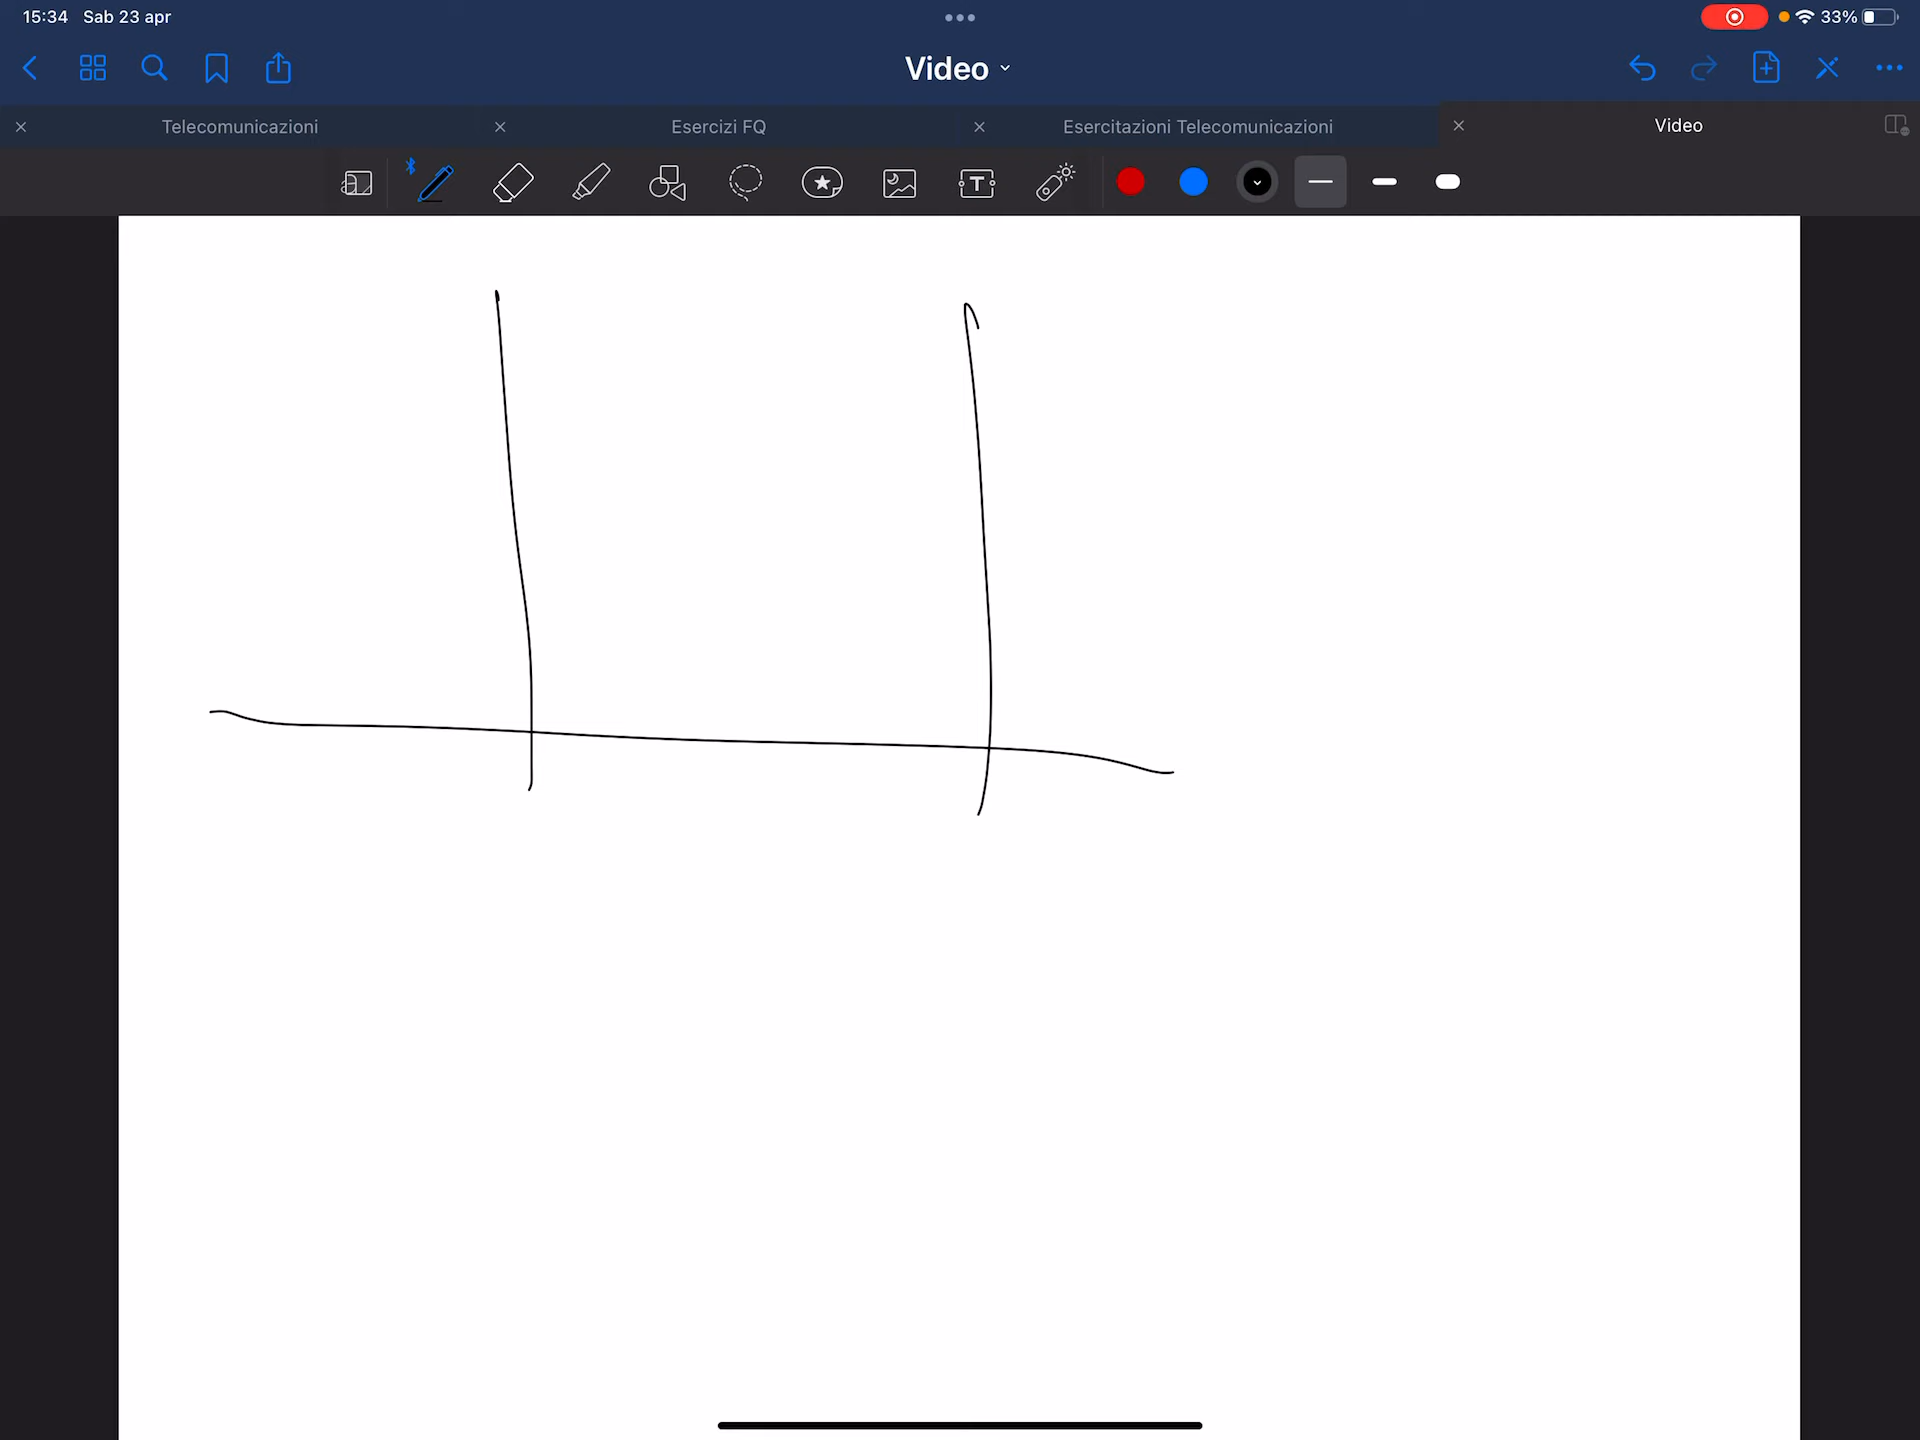 15:34 Sab 23 apr 33%
Video
Telecomunicazioni Esercizi FQ Esercitazioni Telecomunicazioni Video
T